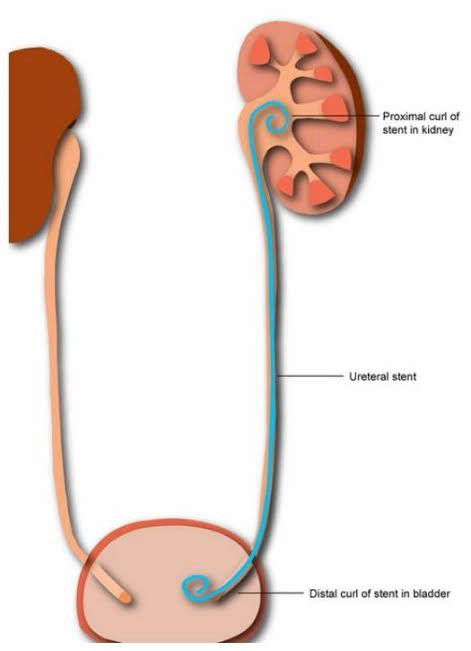 Proximal curl of
stent in kidney
Ureteral stent
Distal curl of stent in bladder